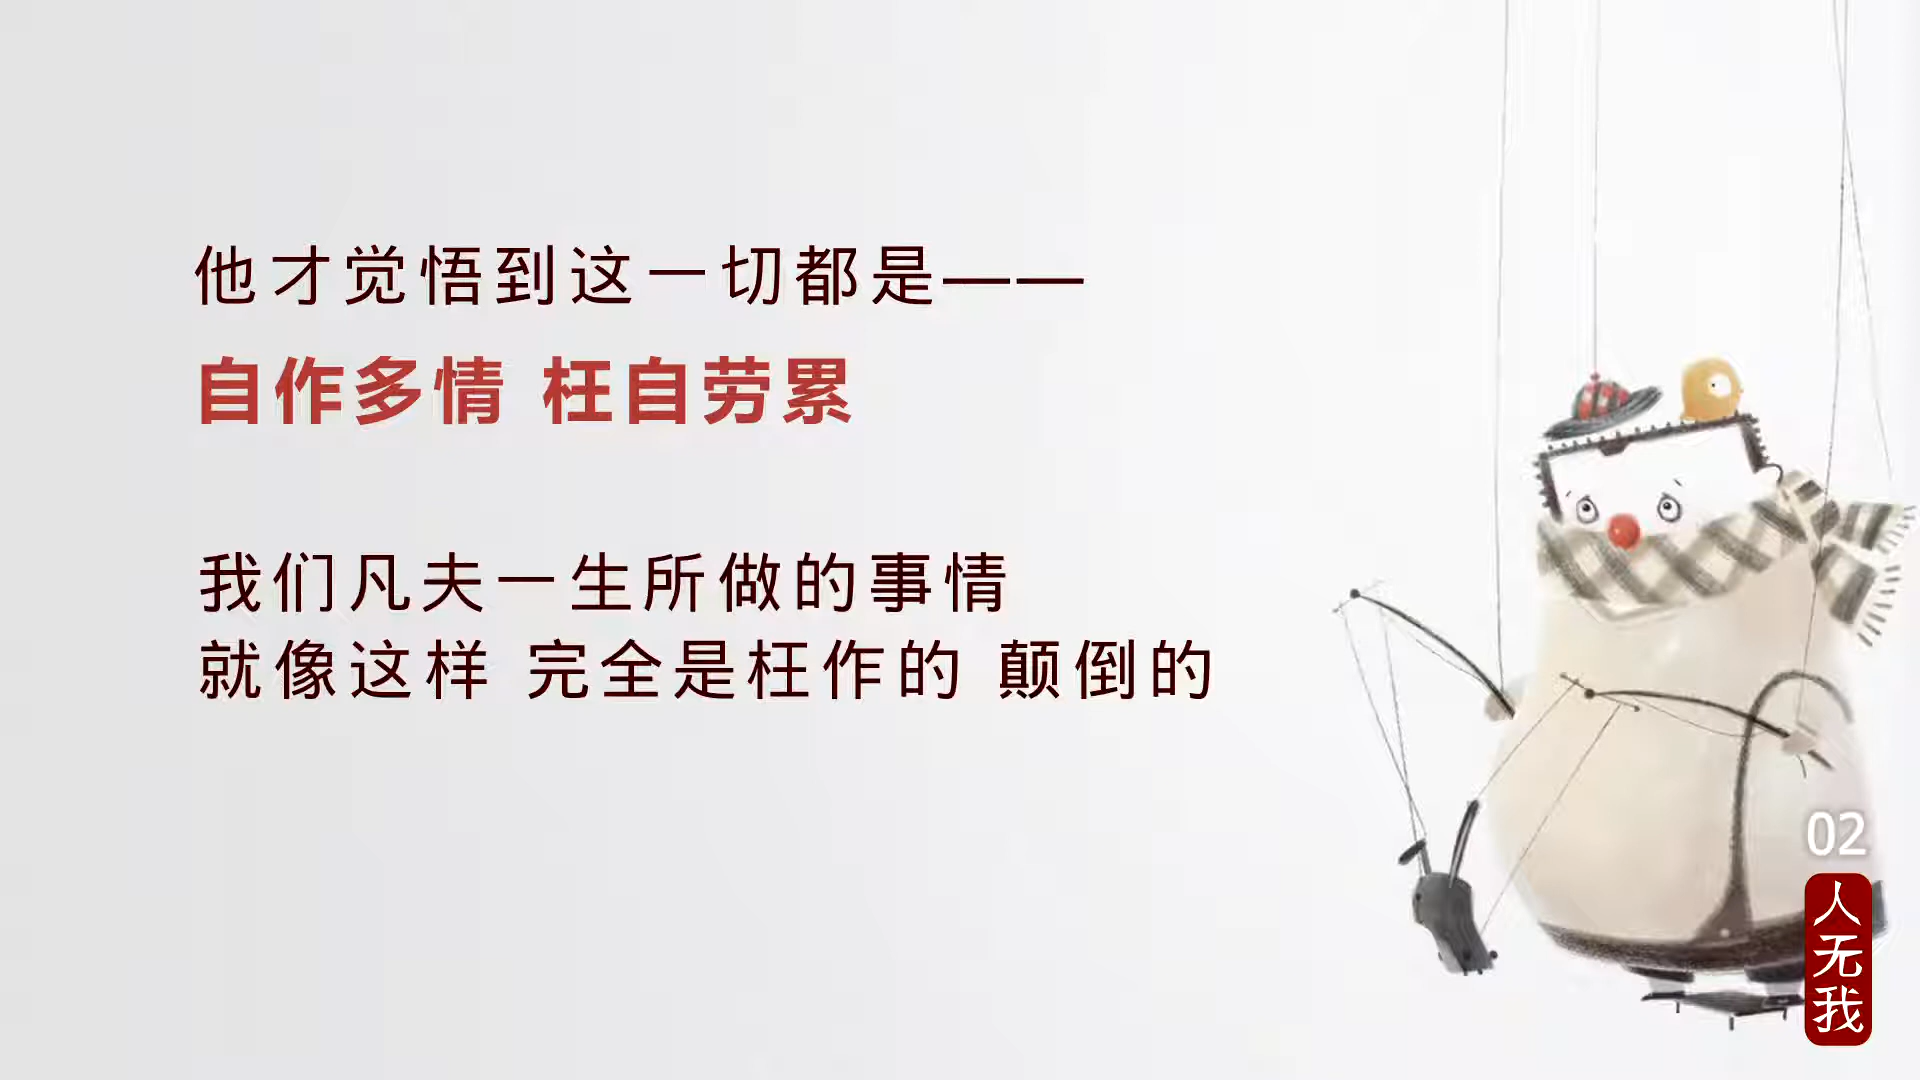 他才觉悟到这一切都是——
自作多情 枉自劳累
我们凡夫一生所做的事情
就像这样 完全是枉作的 颠倒的
02
人无我